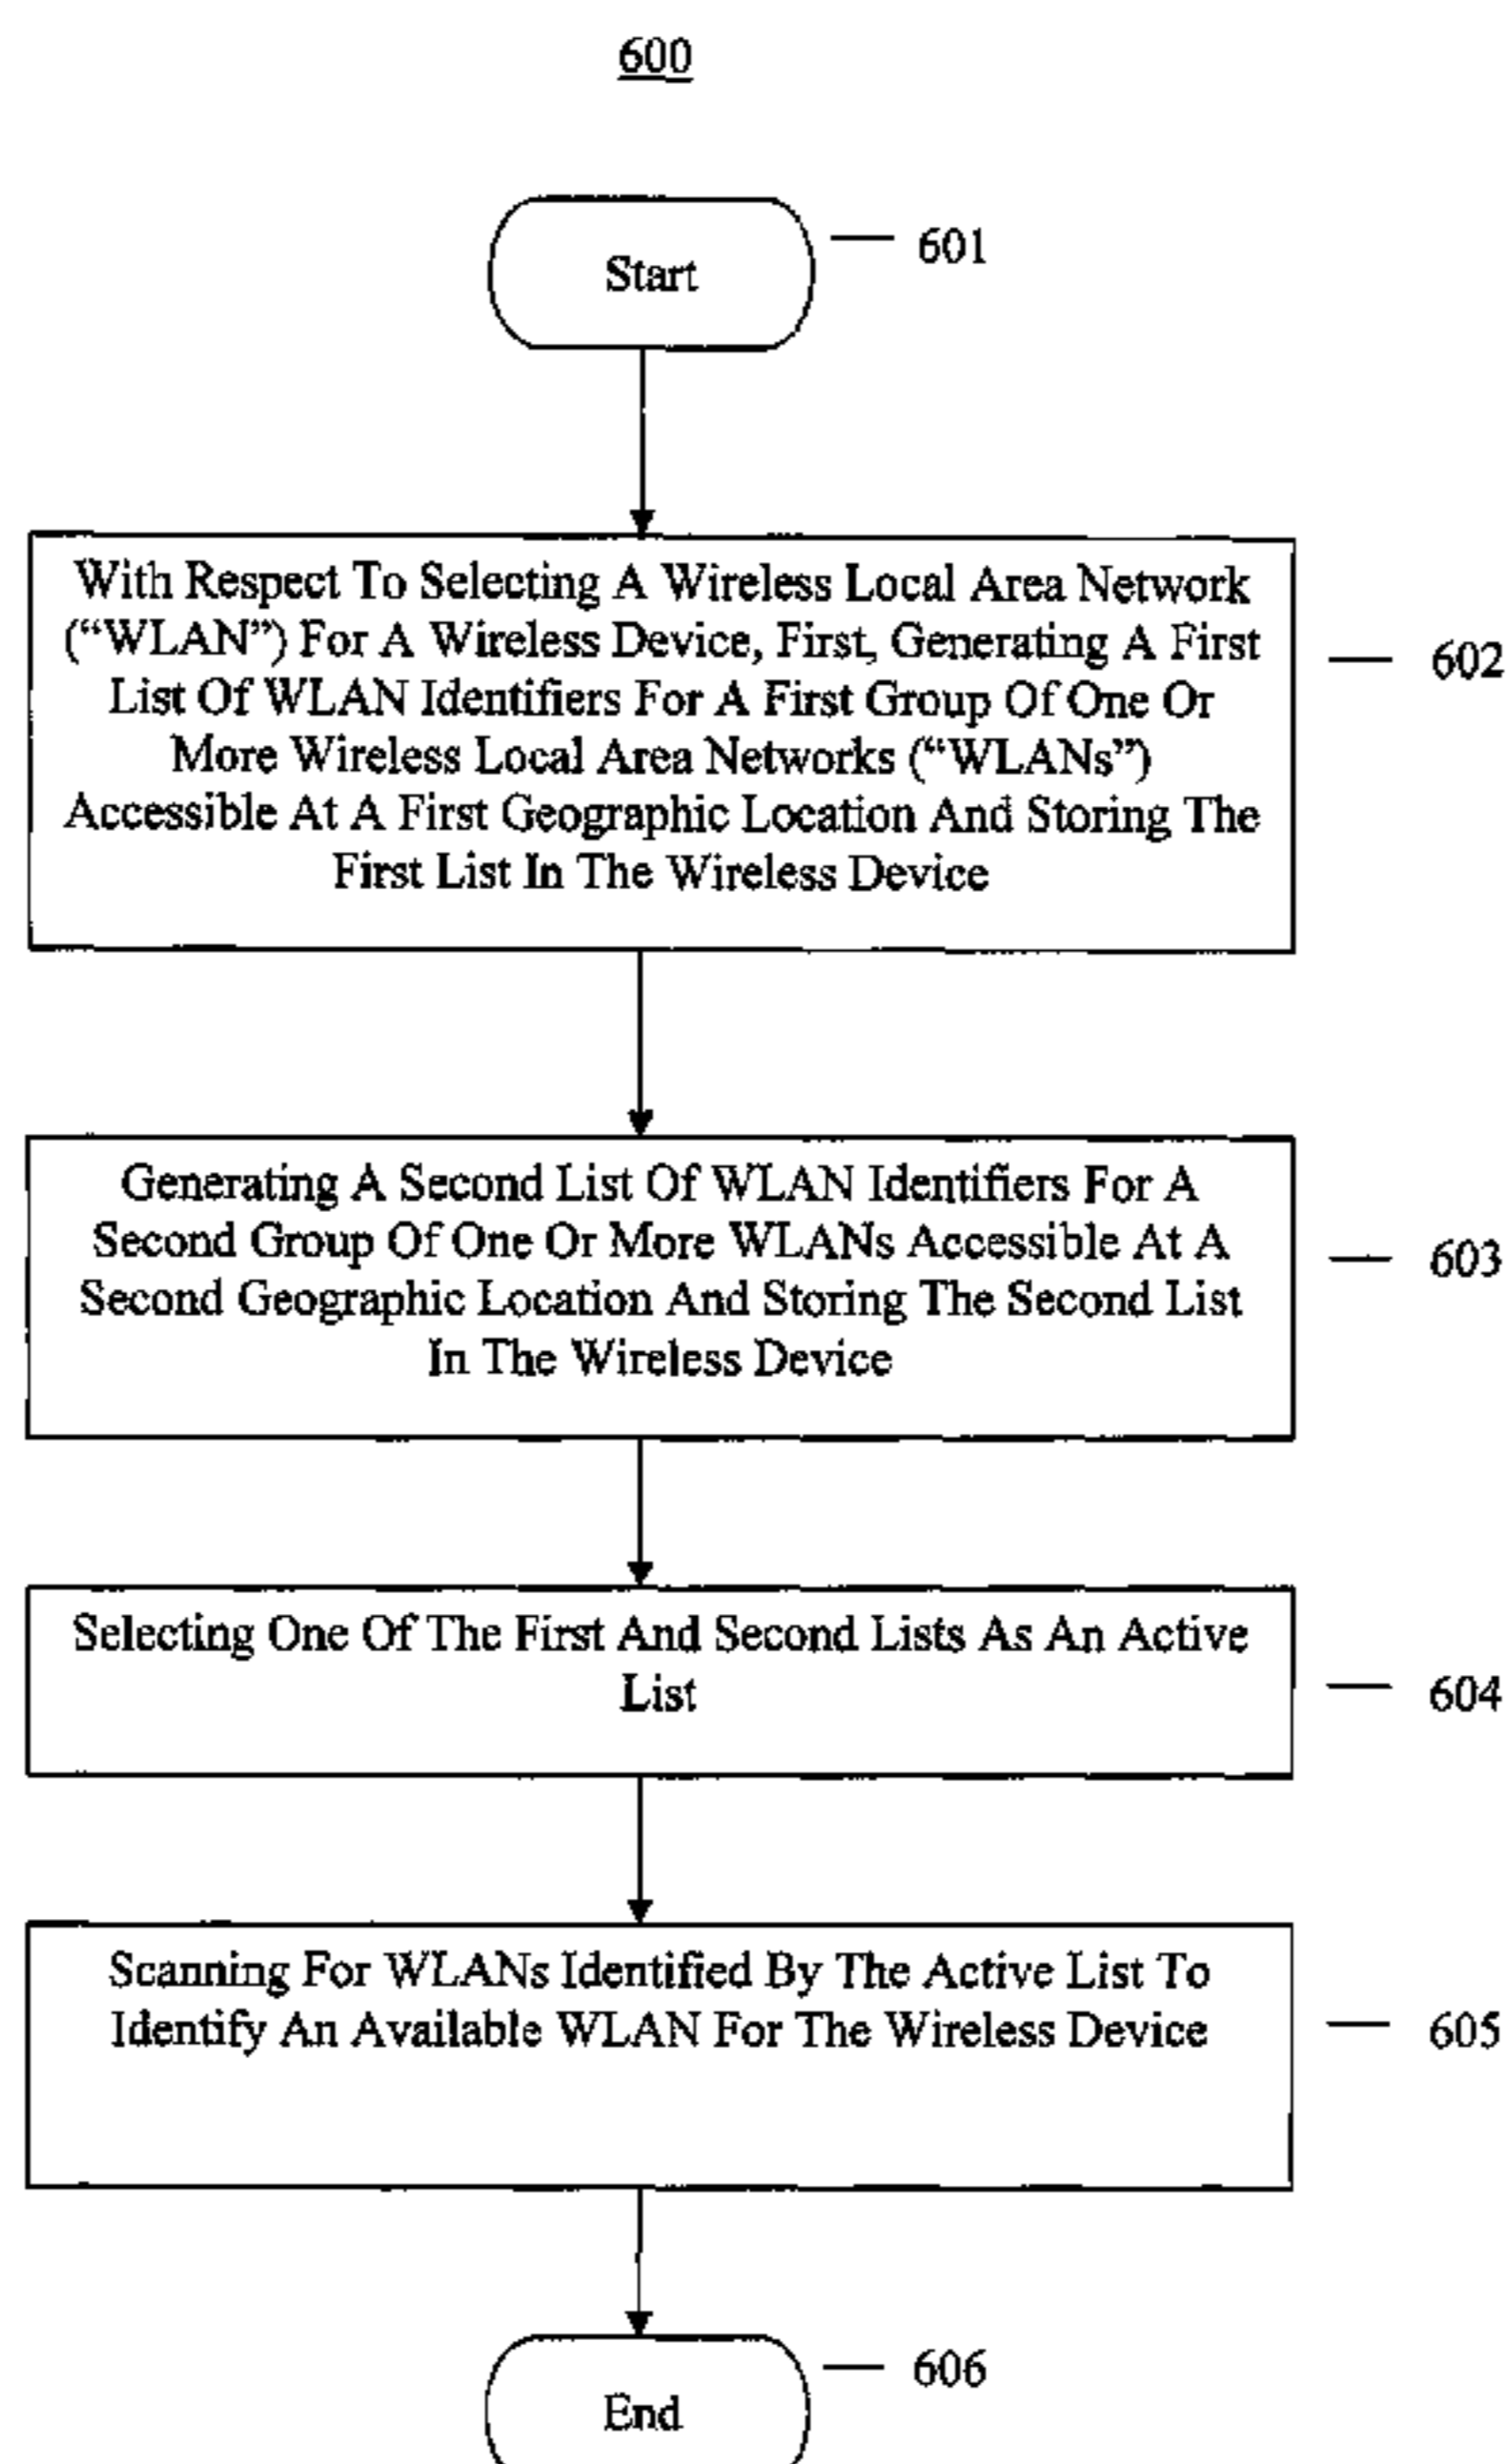 600
Start
601
With Respect To Selecting A Wireless Local Area Network
(“WLAN”) For A Wireless Device, First, Generating A First
List Of WLAN Identifiers For A First Group Of One Or
More Wireless Local Area Networks (“WLANs”)
Accessible At A First Geographic Location And Storing The
First List In The Wireless Device
602
Generating A Second List Of WLAN Identifiers For A
Second Group Of One Or More WLANs Accessible At A
Second Geographic Location And Storing The Second List
In The Wireless Device
603
Selecting One Of The First And Second Lists As An Active
List
604
Scanning For WLANs Identified By The Active List To
Identify An Available WLAN For The Wireless Device
605
606
End